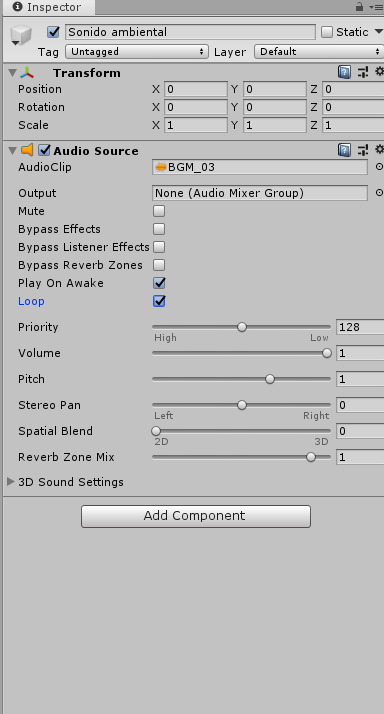 Inspector
Sonido ambiental Static
Tag Untagged Layer Default
Transform
Position X 0 Y 0 Z 0
Rotation X 0 Y 0 Z 0
Scale X 1 Y 1 Z 1
Audio Source
AudioClip BGM_03
Output None (Audio Mixer Group)
Mute
Bypass Effects
Bypass Listener Effects
Bypass Reverb Zones
Play On Awake
Loop
Priority 128
High Low
Volume 1
Pitch 1
Stereo Pan 0
Left Right
Spatial Blend 0
2D 3D
Reverb Zone Mix 1
3D Sound Settings
Add Component